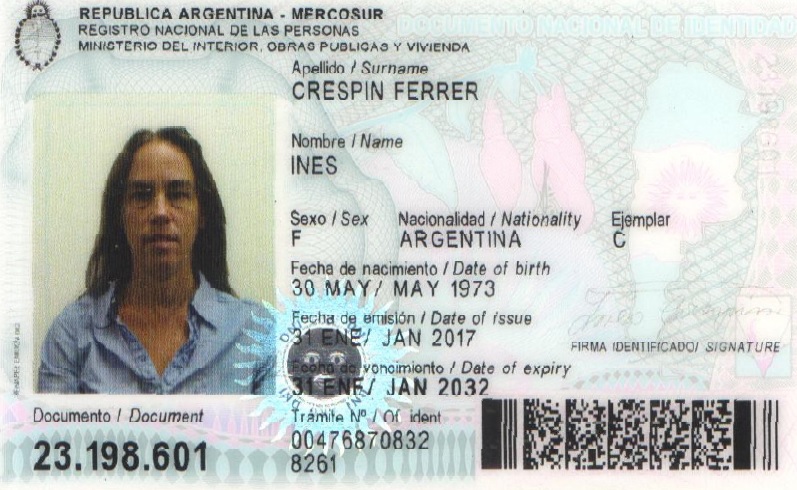 REPUBLICA ARGENTINA - MERCOSUR
REGISTRO NACIONAL DE LAS PERSONAS
MINISTERIO DEL INTERIOR, OBRAS PUBLICAS Y VIVIENDA
DOCUMENTO NACIONAL DE IDENTIDAD
Apellido / Surname
CRESPIN FERRER
Nombre / Name
INES
Sexo / Sex Nacionalidad / Nationality Ejemplar
F ARGENTINA C
Fecha de nacimiento / Date of birth
30 MAY/ MAY 1973
Fecha de emisión / Date of issue
31 ENE/ JAN 2017
FIRMA IDENTIFICADO/ SIGNATURE
Fecha de vencimiento / Date of expiry
31 ENE/ JAN 2032
Documento / Document
23.198.601
Trámite Nº / Of. ident
00476870832
8261
23198601